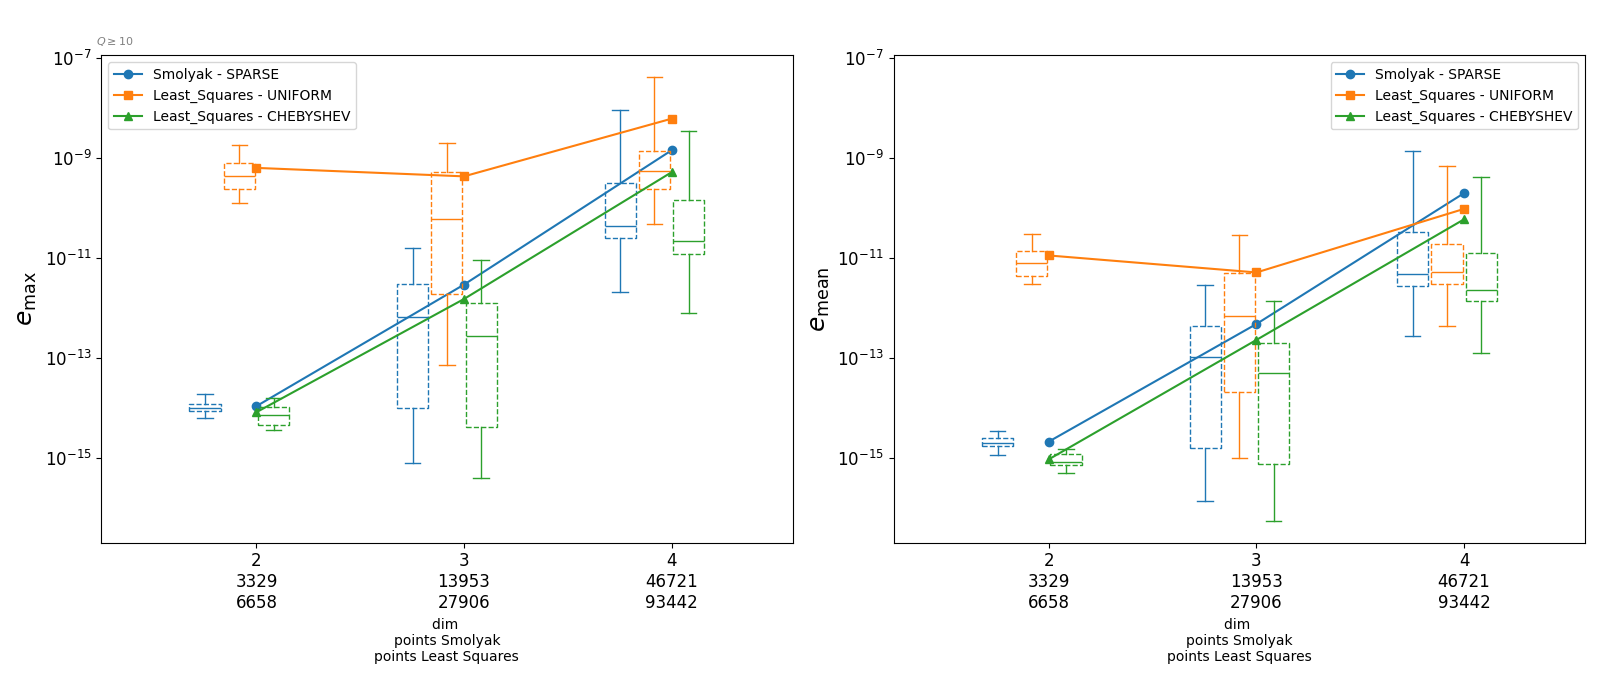 Q ≥ 10
10⁻⁷
10⁻⁹
10⁻¹¹
10⁻¹³
10⁻¹⁵
e_max
Smolyak - SPARSE
Least_Squares - UNIFORM
Least_Squares - CHEBYSHEV
2 3 4
3329 13953 46721
6658 27906 93442
dim
points Smolyak
points Least Squares
10⁻⁷
10⁻⁹
10⁻¹¹
10⁻¹³
10⁻¹⁵
e_mean
Smolyak - SPARSE
Least_Squares - UNIFORM
Least_Squares - CHEBYSHEV
2 3 4
3329 13953 46721
6658 27906 93442
dim
points Smolyak
points Least Squares